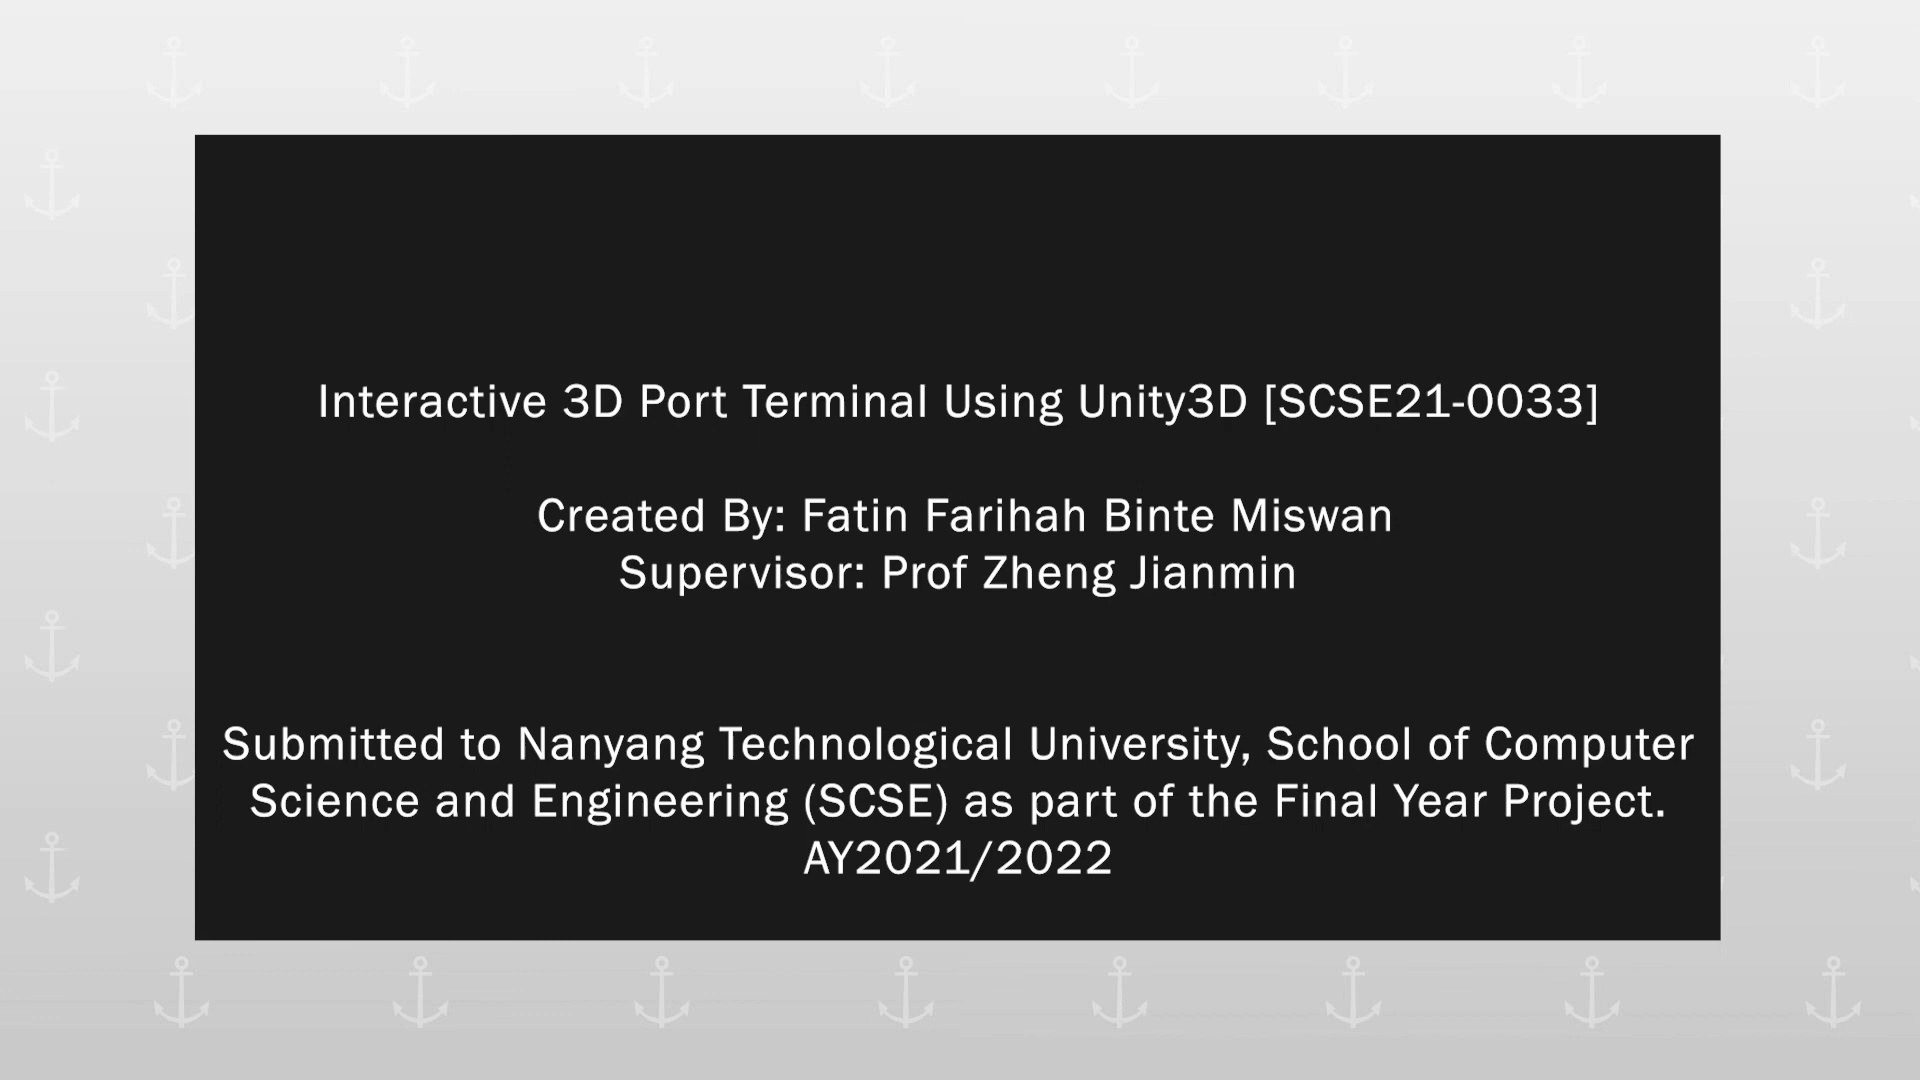 Interactive 3D Port Terminal Using Unity3D [SCSE21-0033]
Created By: Fatin Farihah Binte Miswan
Supervisor: Prof Zheng Jianmin
Submitted to Nanyang Technological University, School of Computer
Science and Engineering (SCSE) as part of the Final Year Project.
AY2021/2022